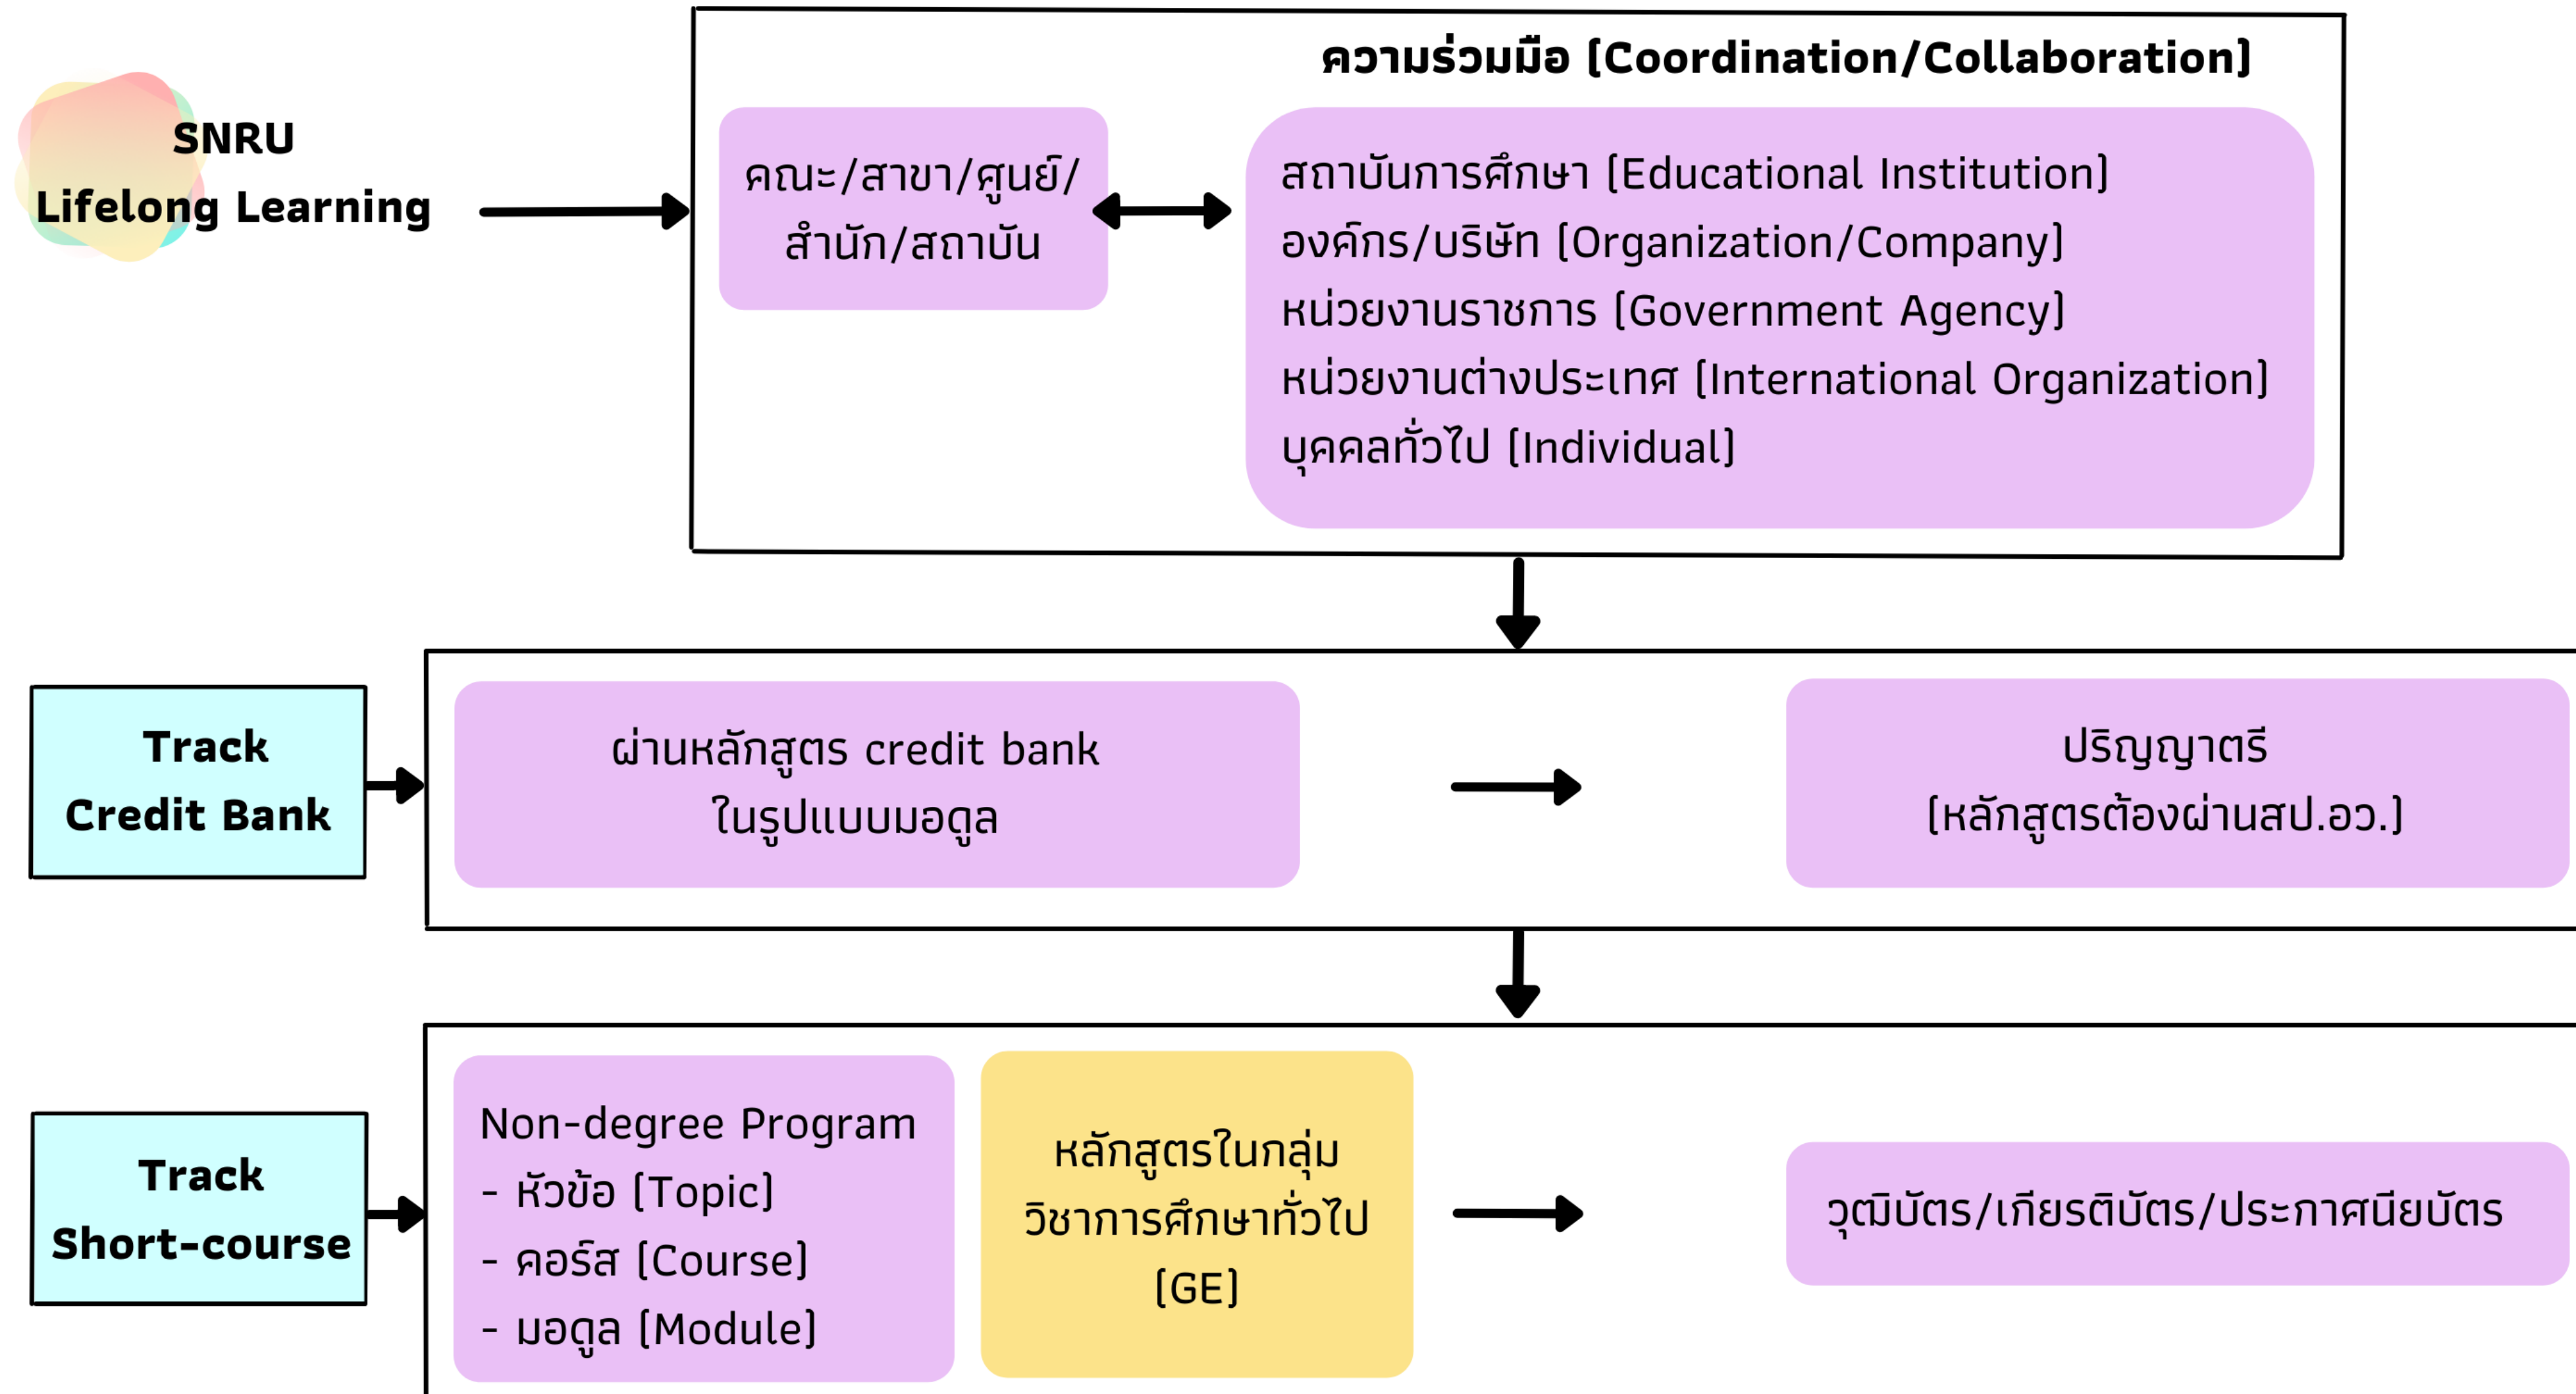 SNRU
Lifelong Learning
ความร่วมมือ (Coordination/Collaboration)
คณะ/สาขา/ศูนย์/
สำนัก/สถาบัน
สถาบันการศึกษา (Educational Institution)
องค์กร/บริษัท (Organization/Company)
หน่วยงานราชการ (Government Agency)
หน่วยงานต่างประเทศ (International Organization)
บุคคลทั่วไป (Individual)
Track
Credit Bank
ผ่านหลักสูตร credit bank
ในรูปแบบมอดูล
ปริญญาตรี
(หลักสูตรต้องผ่านสป.อว.)
Track
Short-course
Non-degree Program
- หัวข้อ (Topic)
- คอร์ส (Course)
- มอดูล (Module)
หลักสูตรในกลุ่ม
วิชาการศึกษาทั่วไป
(GE)
วุฒิบัตร/เกียรติบัตร/ประกาศนียบัตร